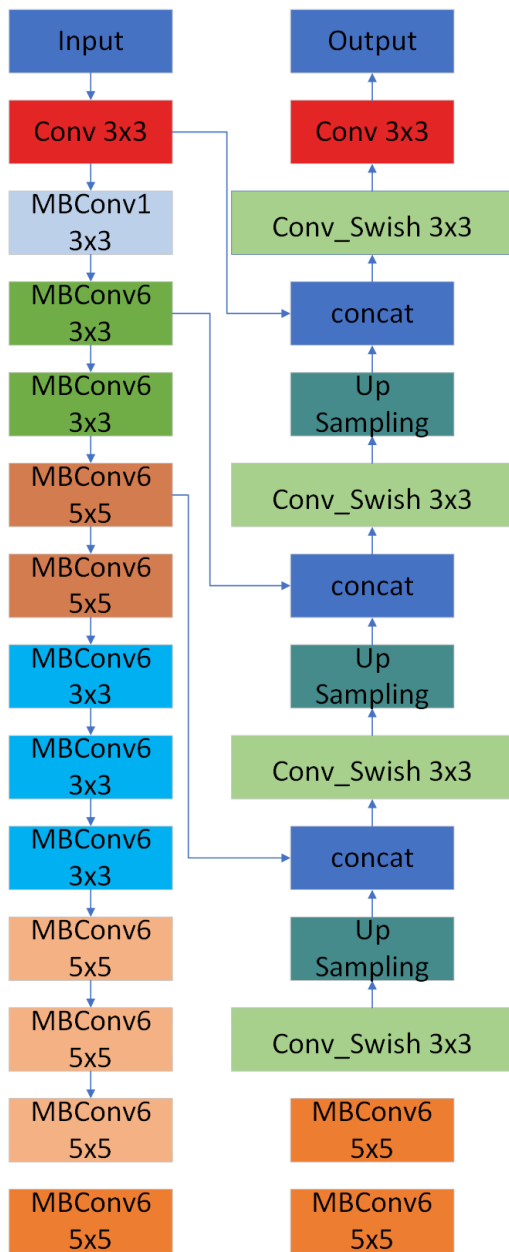 Input
Conv 3x3
MBConv1
3x3
MBConv6
3x3
MBConv6
3x3
MBConv6
5x5
MBConv6
5x5
MBConv6
3x3
MBConv6
3x3
MBConv6
3x3
MBConv6
5x5
MBConv6
5x5
MBConv6
5x5
MBConv6
5x5
Output
Conv 3x3
Conv_Swish 3x3
concat
Up
Sampling
Conv_Swish 3x3
concat
Up
Sampling
Conv_Swish 3x3
concat
Up
Sampling
Conv_Swish 3x3
MBConv6
5x5
MBConv6
5x5